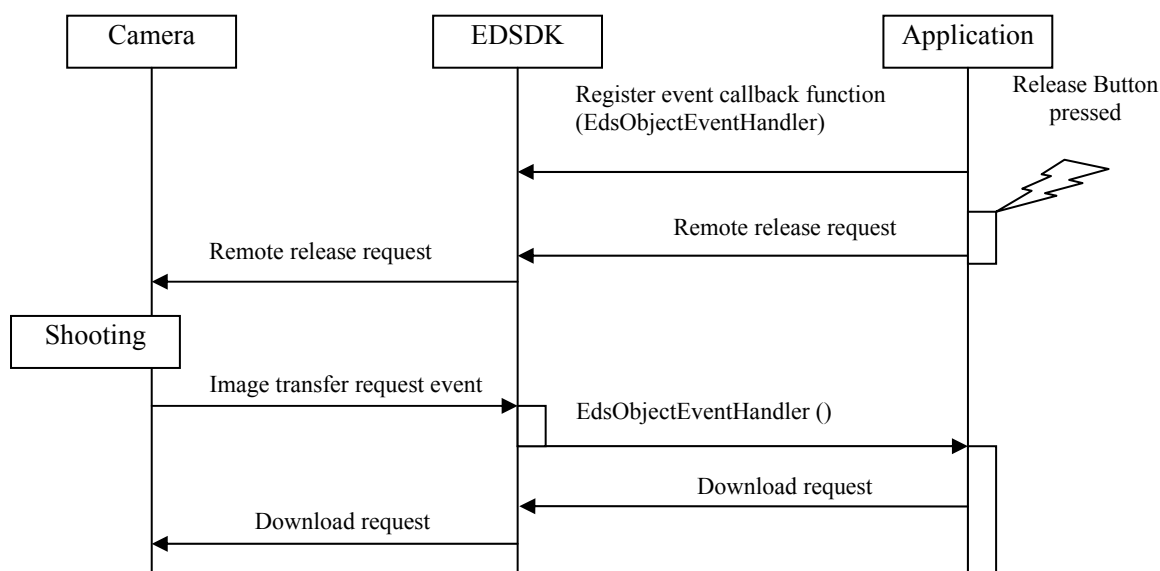 Camera
EDSDK
Application
Register event callback function
(EdsObjectEventHandler)
Release Button
pressed
Remote release request
Remote release request
Shooting
Image transfer request event
EdsObjectEventHandler ()
Download request
Download request